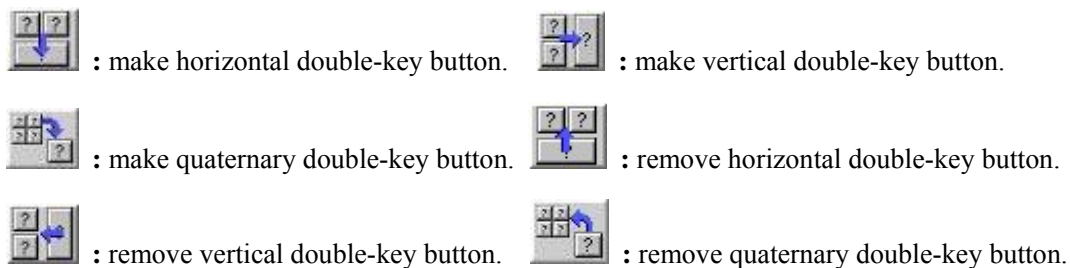 ? ? : make horizontal double-key button. ? ? ? : make vertical double-key button.
? ? ? ? ? : make quaternary double-key button. ? ? : remove horizontal double-key button.
? ? : remove vertical double-key button. ? ? ? ? ? : remove quaternary double-key button.